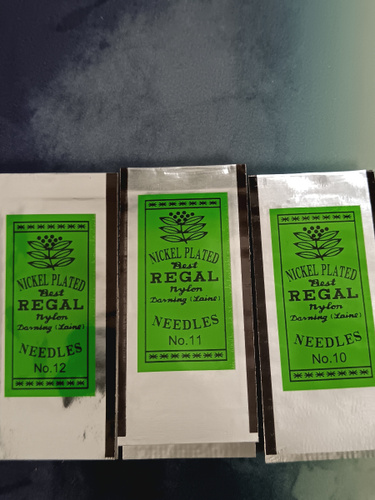 NICKEL PLATED
Best
REGAL
Nylon
Darning (Laine)
NEEDLES
No.12
NICKEL PLATED
Best
REGAL
Nylon
Darning (Laine)
NEEDLES
No.11
NICKEL PLATED
Best
REGAL
Nylon
Darning (Laine)
NEEDLES
No.10